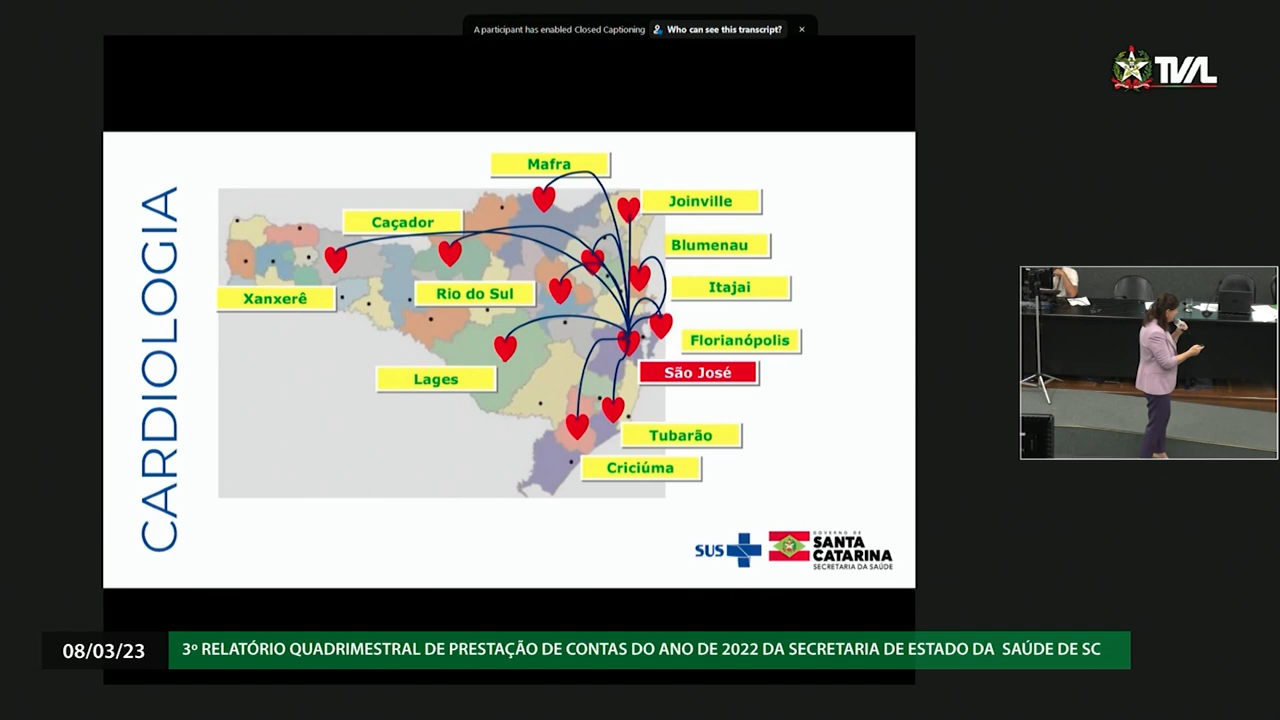 A participant has enabled Closed Captioning
Who can see this transcript?
TVAL
CARDIOLOGIA
Mafra
Joinville
Caçador
Blumenau
Itajai
Xanxerê
Rio do Sul
Florianópolis
São José
Lages
Tubarão
Criciúma
SUS
GOVERNO DE
SANTA
CATARINA
SECRETARIA DA SAÚDE
08/03/23
3º RELATÓRIO QUADRIMESTRAL DE PRESTAÇÃO DE CONTAS DO ANO DE 2022 DA SECRETARIA DE ESTADO DA SAÚDE DE SC